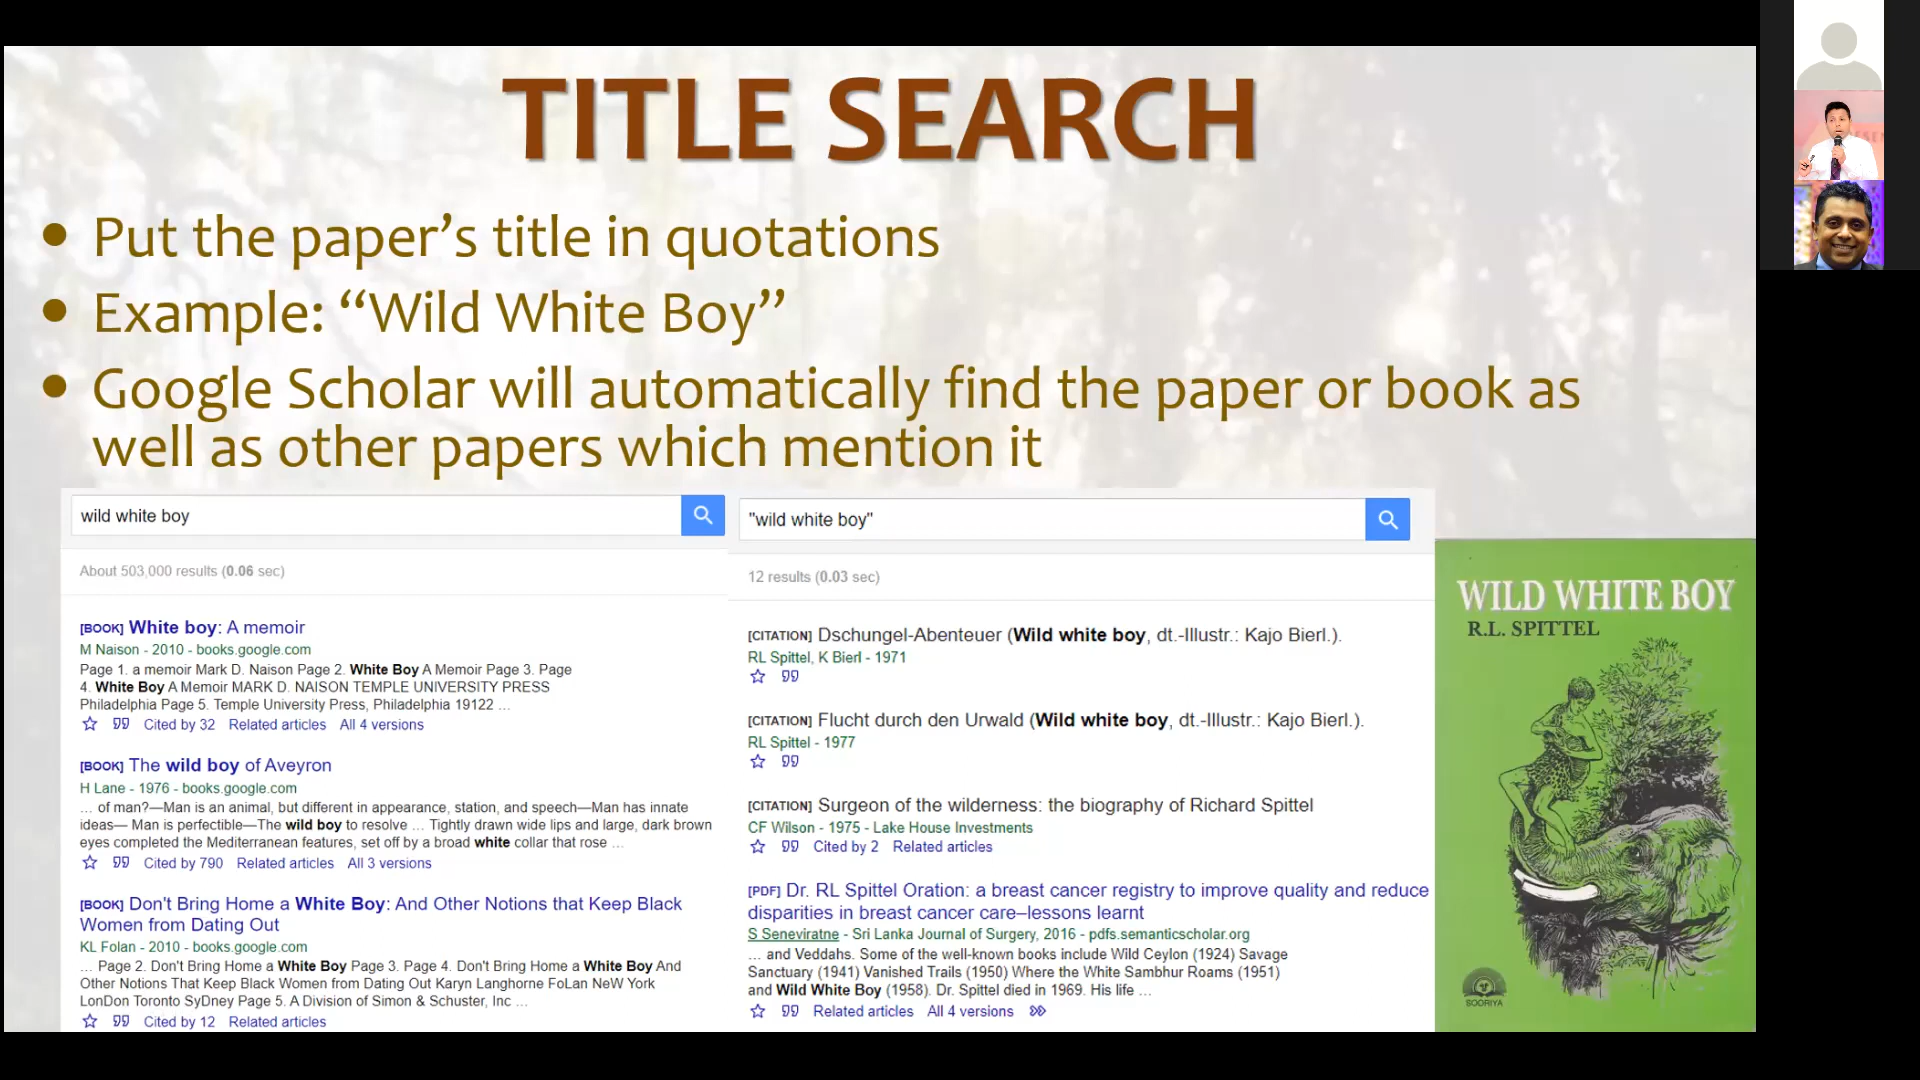 TITLE SEARCH
• Put the paper’s title in quotations
• Example: “Wild White Boy”
• Google Scholar will automatically find the paper or book as
well as other papers which mention it
wild white boy
About 503,000 results (0.06 sec)
[BOOK] White boy: A memoir
M Naison - 2010 - books.google.com
Page 1. a memoir Mark D. Naison Page 2. White Boy A Memoir Page 3. Page
4. White Boy A Memoir MARK D. NAISON TEMPLE UNIVERSITY PRESS
Philadelphia Page 5. Temple University Press, Philadelphia 19122 ...
Cited by 32 Related articles All 4 versions
[BOOK] The wild boy of Aveyron
H Lane - 1976 - books.google.com
... of man?—Man is an animal, but different in appearance, station, and speech—Man has innate
ideas— Man is perfectible—The wild boy to resolve ... Tightly drawn wide lips and large, dark brown
eyes completed the Mediterranean features, set off by a broad white collar that rose ...
Cited by 790 Related articles All 3 versions
[BOOK] Don't Bring Home a White Boy: And Other Notions that Keep Black
Women from Dating Out
KL Folan - 2010 - books.google.com
... Page 2. Don't Bring Home a White Boy Page 3. Page 4. Don't Bring Home a White Boy And
Other Notions That Keep Black Women from Dating Out Karyn Langhorne FoLan NeW York
LonDon Toronto SyDney Page 5. A Division of Simon & Schuster, Inc ...
Cited by 12 Related articles
"wild white boy"
12 results (0.03 sec)
[CITATION] Dschungel-Abenteuer (Wild white boy, dt.-Illustr.: Kajo Bierl.).
RL Spittel, K Bierl - 1971
[CITATION] Flucht durch den Urwald (Wild white boy, dt.-Illustr.: Kajo Bierl.).
RL Spittel - 1977
[CITATION] Surgeon of the wilderness: the biography of Richard Spittel
CF Wilson - 1975 - Lake House Investments
Cited by 2 Related articles
[PDF] Dr. RL Spittel Oration: a breast cancer registry to improve quality and reduce
disparities in breast cancer care–lessons learnt
S Seneviratne - Sri Lanka Journal of Surgery, 2016 - pdfs.semanticscholar.org
... and Veddahs. Some of the well-known books include Wild Ceylon (1924) Savage
Sanctuary (1941) Vanished Trails (1950) Where the White Sambhur Roams (1951)
and Wild White Boy (1958). Dr. Spittel died in 1969. His life ...
Related articles All 4 versions
WILD WHITE BOY
R.L. SPITTEL
SOORIYA